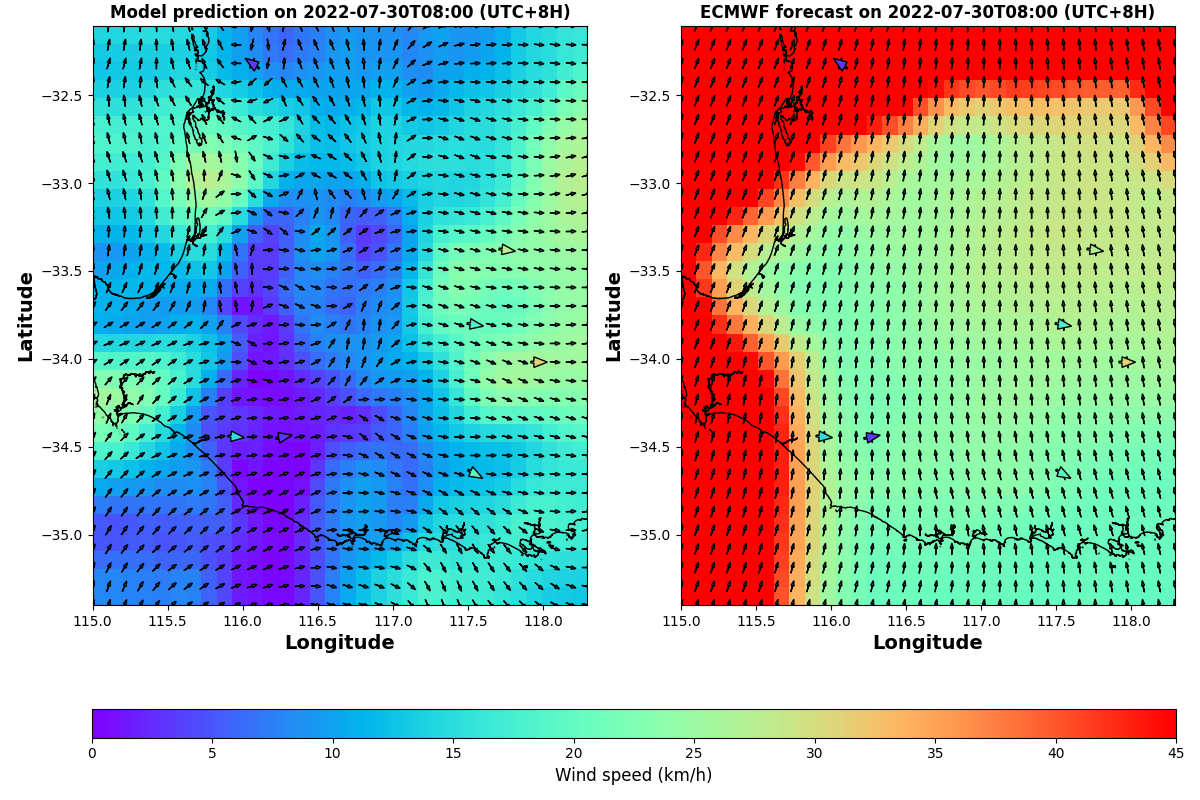 Model prediction on 2022-07-30T08:00 (UTC+8H)
ECMWF forecast on 2022-07-30T08:00 (UTC+8H)
−32.5
−33.0
−33.5
−34.0
−34.5
−35.0
Latitude
115.0 115.5 116.0 116.5 117.0 117.5 118.0
Longitude
−32.5
−33.0
−33.5
−34.0
−34.5
−35.0
Latitude
115.0 115.5 116.0 116.5 117.0 117.5 118.0
Longitude
0 5 10 15 20 25 30 35 40 45
Wind speed (km/h)